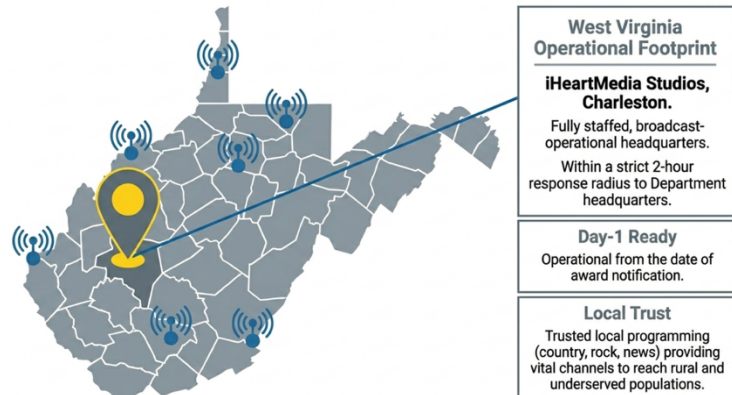 West Virginia
Operational Footprint
iHeartMedia Studios,
Charleston.
Fully staffed, broadcast-
operational headquarters.
Within a strict 2-hour
response radius to Department
headquarters.
Day-1 Ready
Operational from the date of
award notification.
Local Trust
Trusted local programming
(country, rock, news) providing
vital channels to reach rural and
underserved populations.